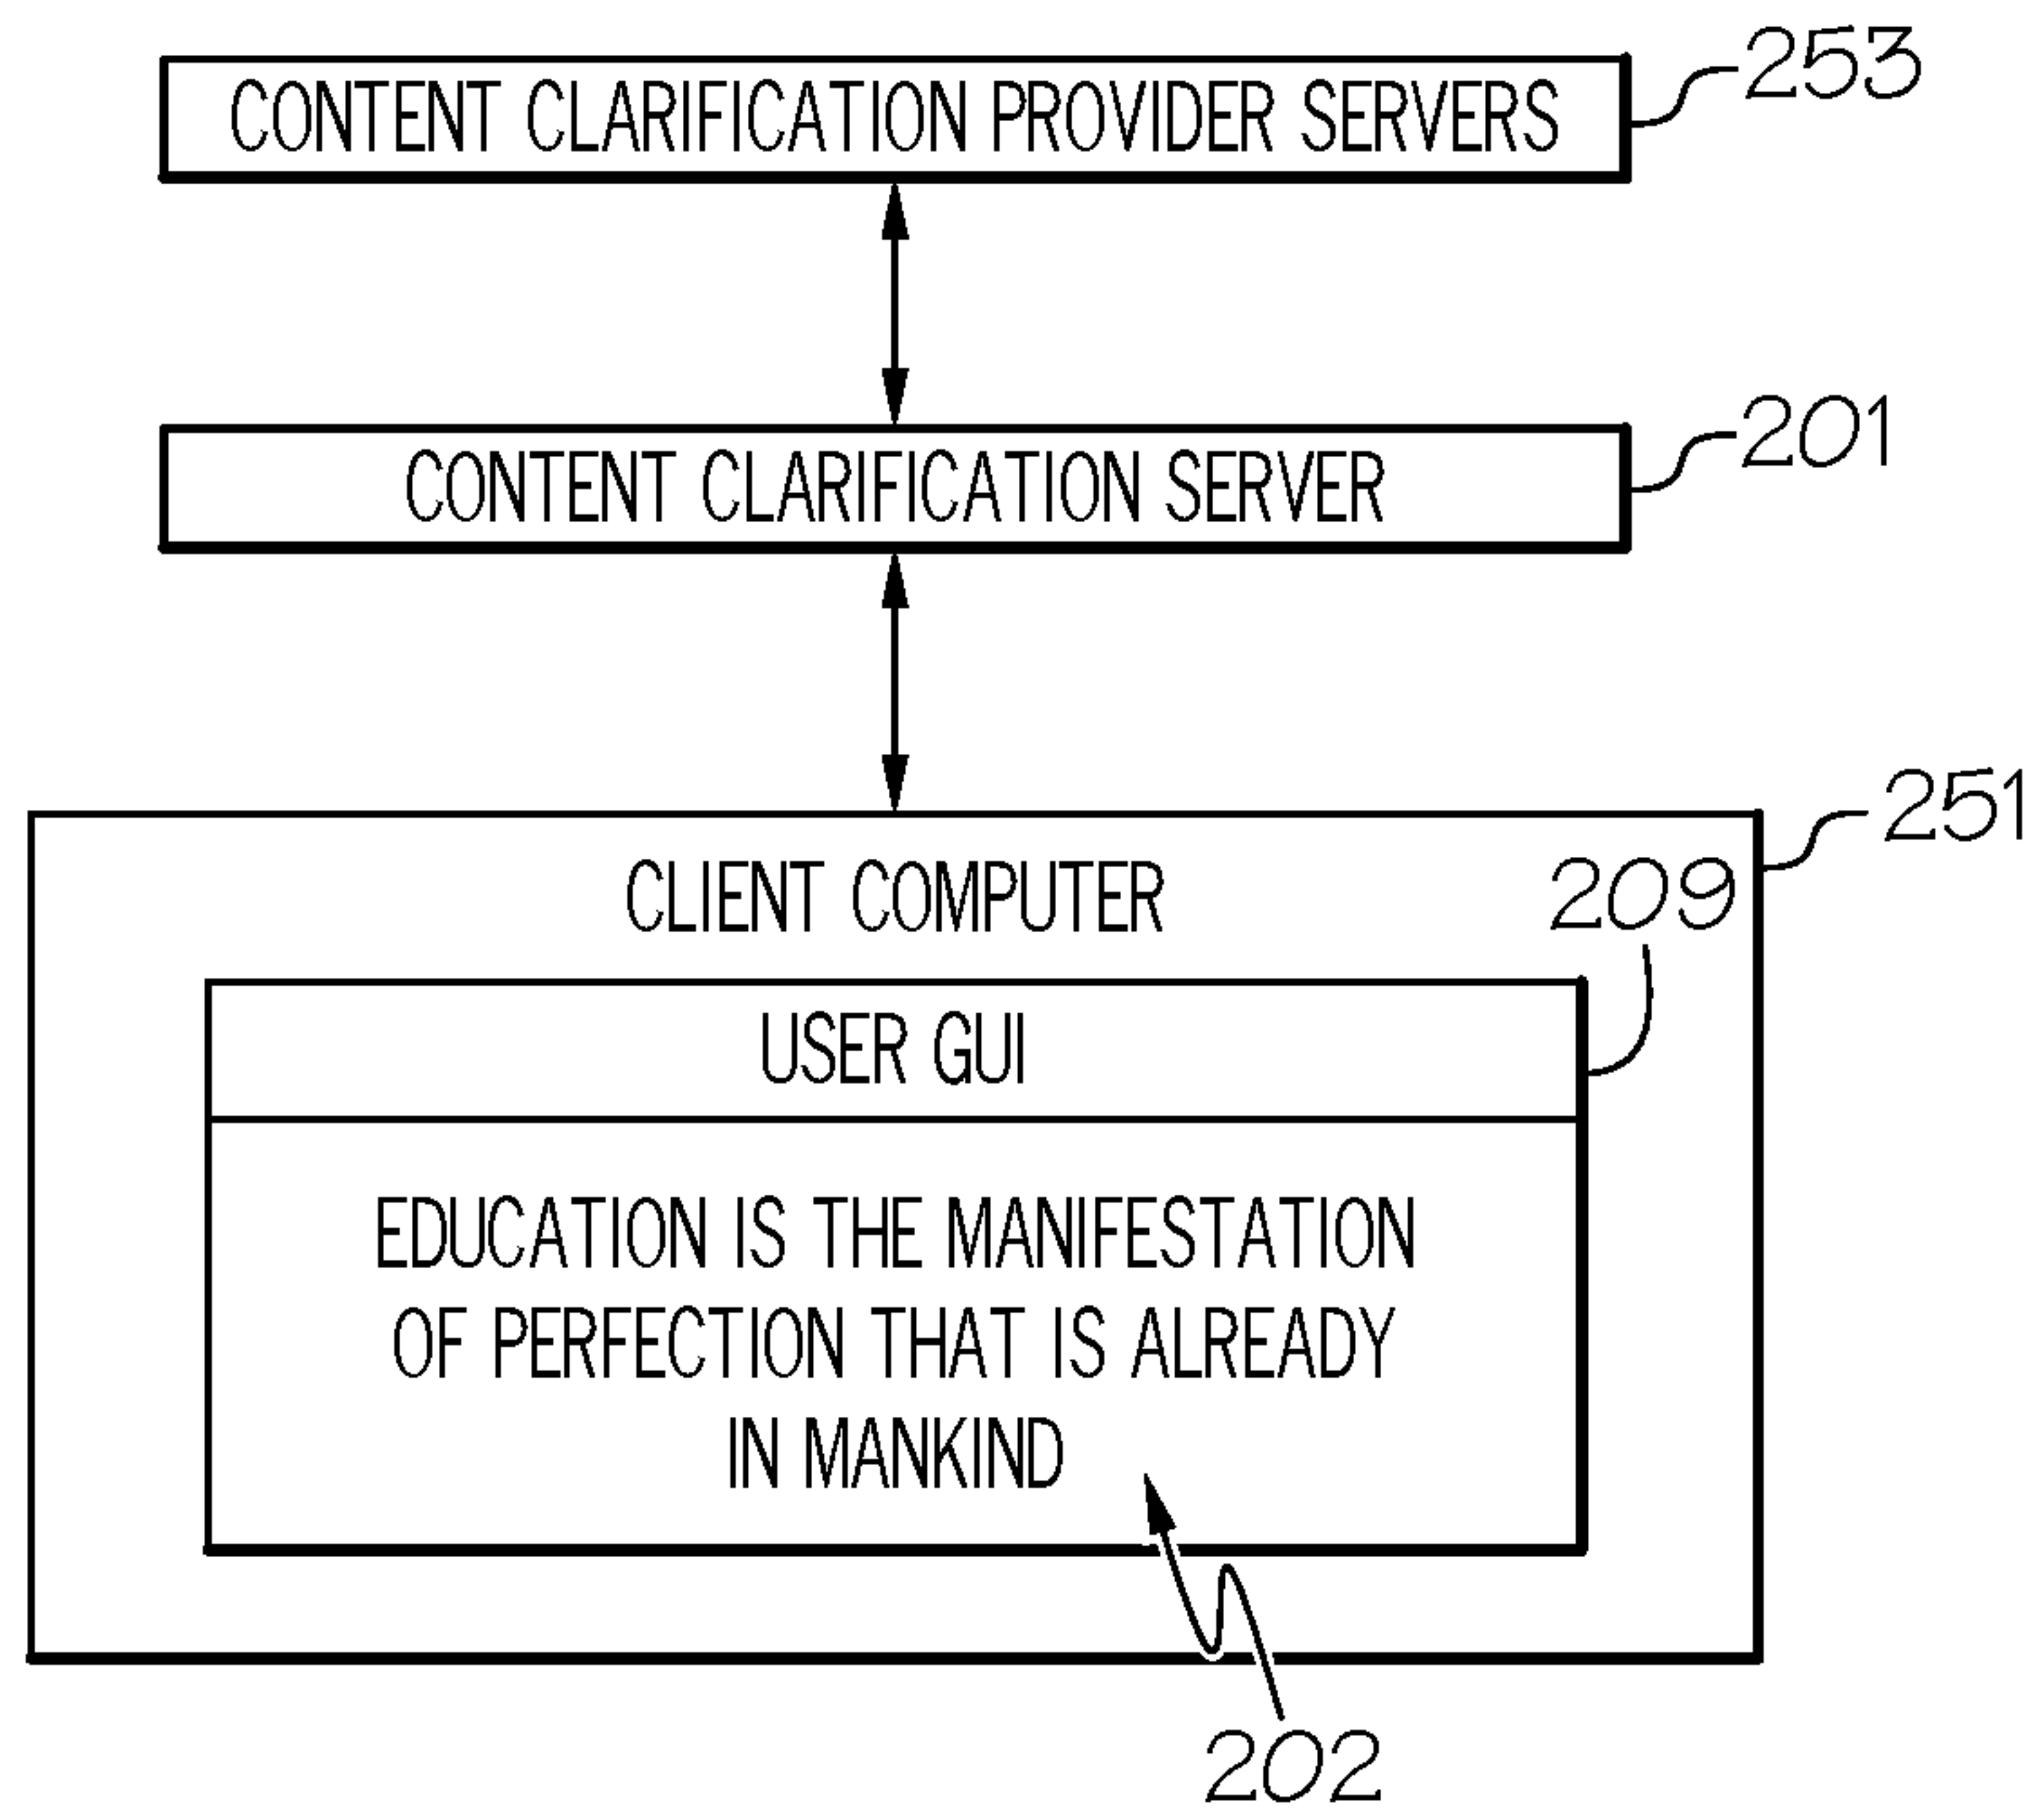 253
CONTENT CLARIFICATION PROVIDER SERVERS
201
CONTENT CLARIFICATION SERVER
251
CLIENT COMPUTER
209
USER GUI
EDUCATION IS THE MANIFESTATION
OF PERFECTION THAT IS ALREADY
IN MANKIND
202